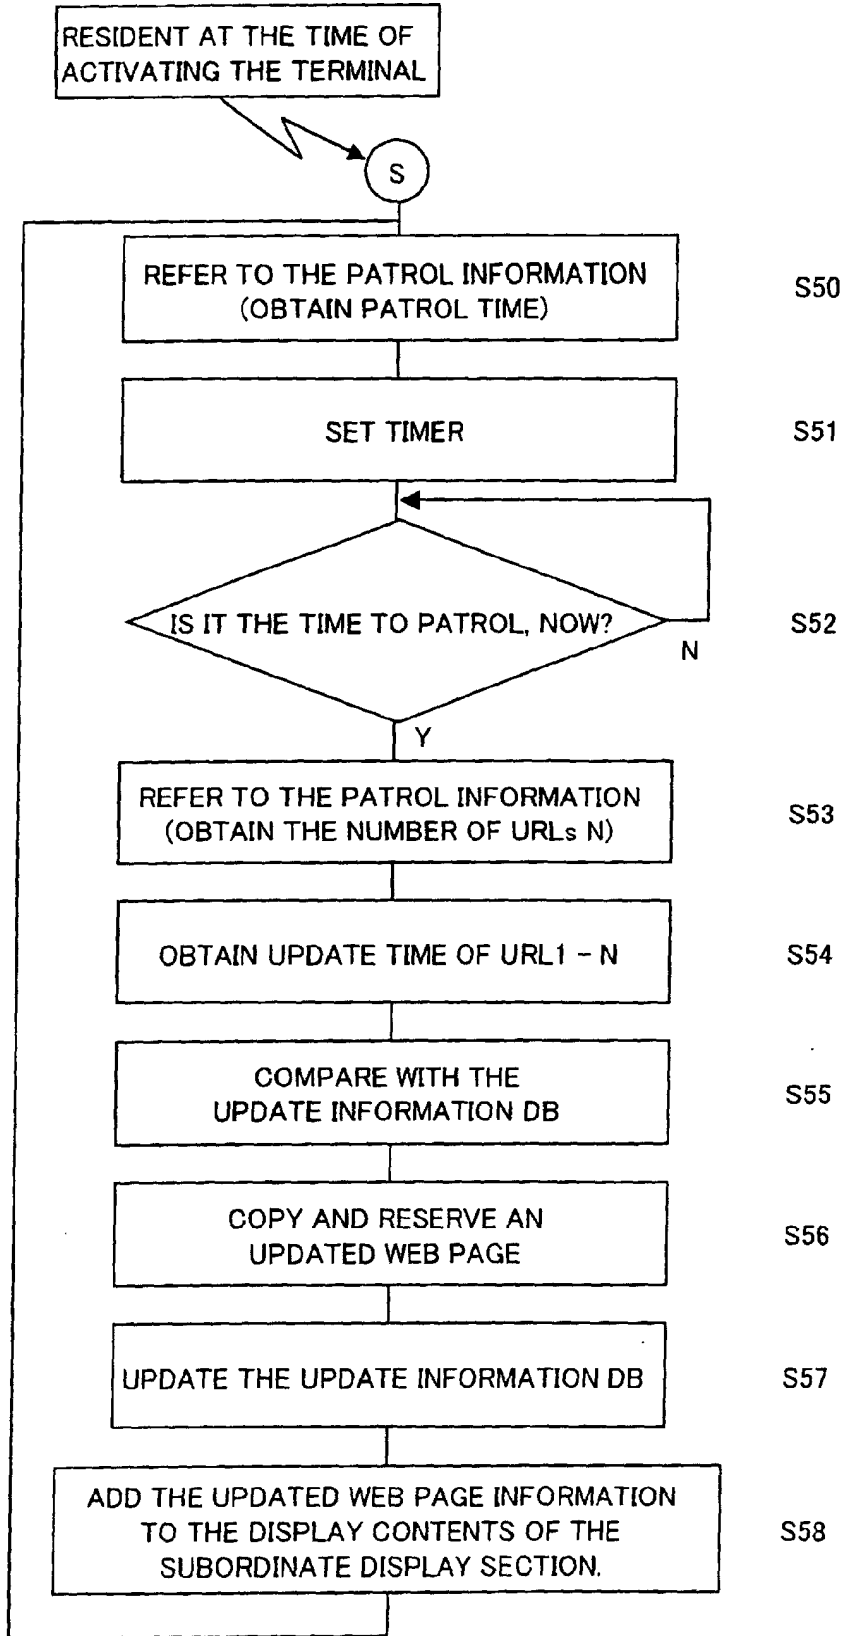 RESIDENT AT THE TIME OF
ACTIVATING THE TERMINAL
S
REFER TO THE PATROL INFORMATION
(OBTAIN PATROL TIME)
S50
SET TIMER
S51
IS IT THE TIME TO PATROL, NOW?
S52
N
Y
REFER TO THE PATROL INFORMATION
(OBTAIN THE NUMBER OF URLs N)
S53
OBTAIN UPDATE TIME OF URL1 - N
S54
COMPARE WITH THE
UPDATE INFORMATION DB
S55
COPY AND RESERVE AN
UPDATED WEB PAGE
S56
UPDATE THE UPDATE INFORMATION DB
S57
ADD THE UPDATED WEB PAGE INFORMATION
TO THE DISPLAY CONTENTS OF THE
SUBORDINATE DISPLAY SECTION.
S58